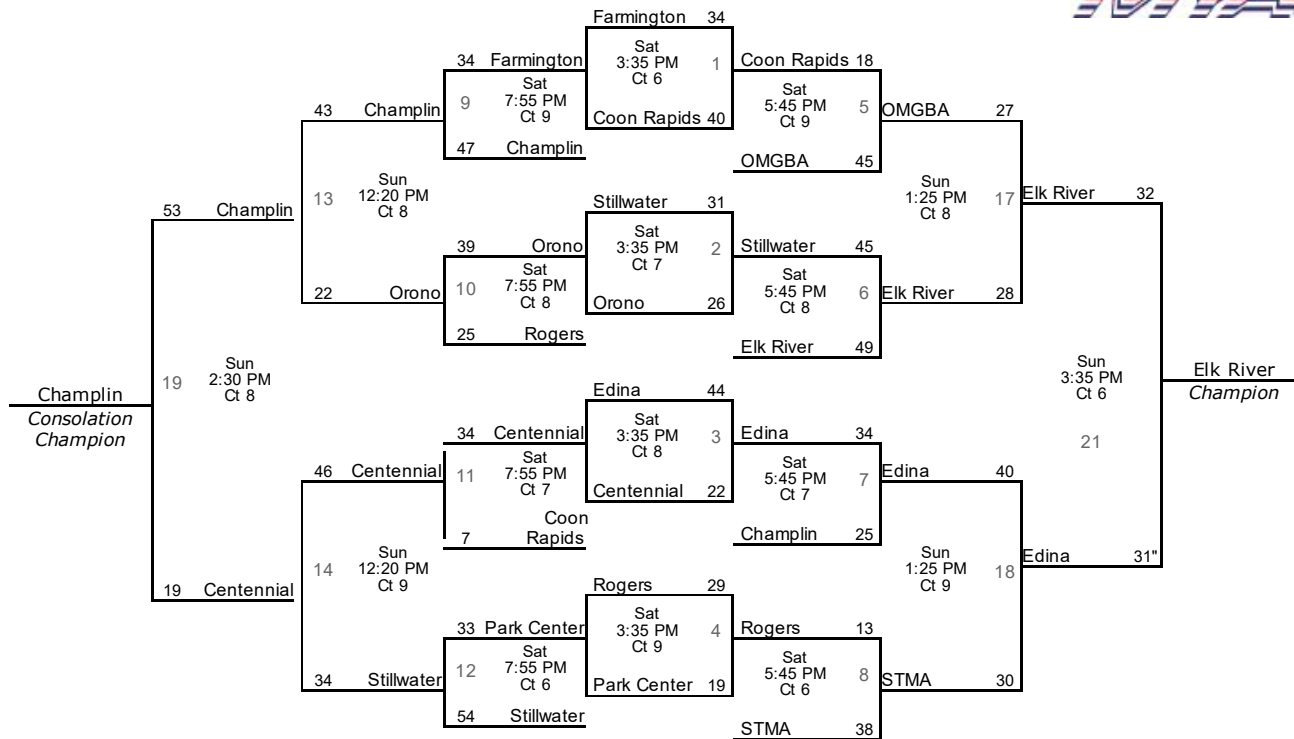 Farmington 34
Sat
3:35 PM
Ct 6
1
34 Farmington
Coon Rapids 18
Sat
7:55 PM
Ct 9
9
Sat
5:45 PM
Ct 9
5
43 Champlin
OMGBA 27
Coon Rapids 40
47 Champlin
OMGBA 45
Sun
12:20 PM
Ct 8
13
Sun
1:25 PM
Ct 8
17
Elk River 32
53 Champlin
Stillwater 31
Sat
3:35 PM
Ct 7
2
39 Orono
Stillwater 45
Sat
7:55 PM
Ct 8
10
Sat
5:45 PM
Ct 8
6
22 Orono
Elk River 28
Orono 26
25 Rogers
Elk River 49
Sun
2:30 PM
Ct 8
19
Sun
3:35 PM
Ct 6
21
Elk River
Champion
Champlin
Consolation
Champion
Edina 44
Sat
3:35 PM
Ct 8
3
34 Centennial
Edina 34
Sat
7:55 PM
Ct 7
11
Sat
5:45 PM
Ct 7
7
46 Centennial
Edina 40
Centennial 22
7 Coon
Rapids
Champlin 25
Sun
12:20 PM
Ct 9
14
Sun
1:25 PM
Ct 9
18
Edina 31"
19 Centennial
Rogers 29
Sat
3:35 PM
Ct 9
4
33 Park Center
Rogers 13
Sat
7:55 PM
Ct 6
12
Sat
5:45 PM
Ct 6
8
34 Stillwater
STMA 30
Park Center 19
54 Stillwater
STMA 38